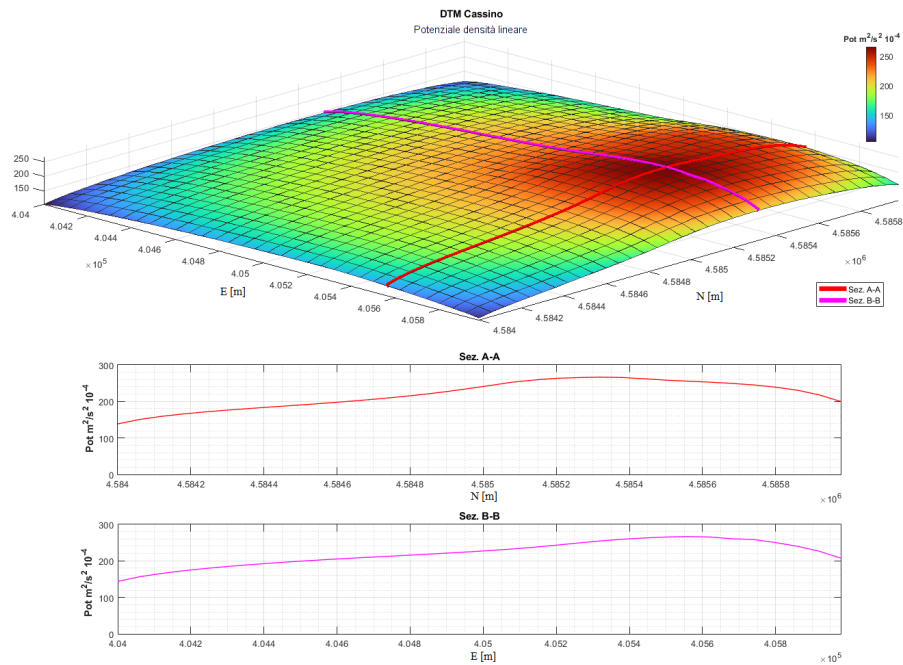 DTM Cassino
Potenziale densità lineare
Pot m²/s² 10⁻⁴
250
200
150
250
200
150
4.04
4.042
4.044
4.046
4.048
4.05
4.052
4.054
4.056
4.058
×10⁵
E [m]
4.584
4.5842
4.5844
4.5846
4.5848
4.585
4.5852
4.5854
4.5856
4.5858
×10⁶
N [m]
Sez. A-A
Sez. B-B
Sez. A-A
Pot m²/s² 10⁻⁴
300
200
100
0
4.584 4.5842 4.5844 4.5846 4.5848 4.585 4.5852 4.5854 4.5856 4.5858
×10⁶
N [m]
Sez. B-B
Pot m²/s² 10⁻⁴
300
200
100
0
4.04 4.042 4.044 4.046 4.048 4.05 4.052 4.054 4.056 4.058
×10⁵
E [m]